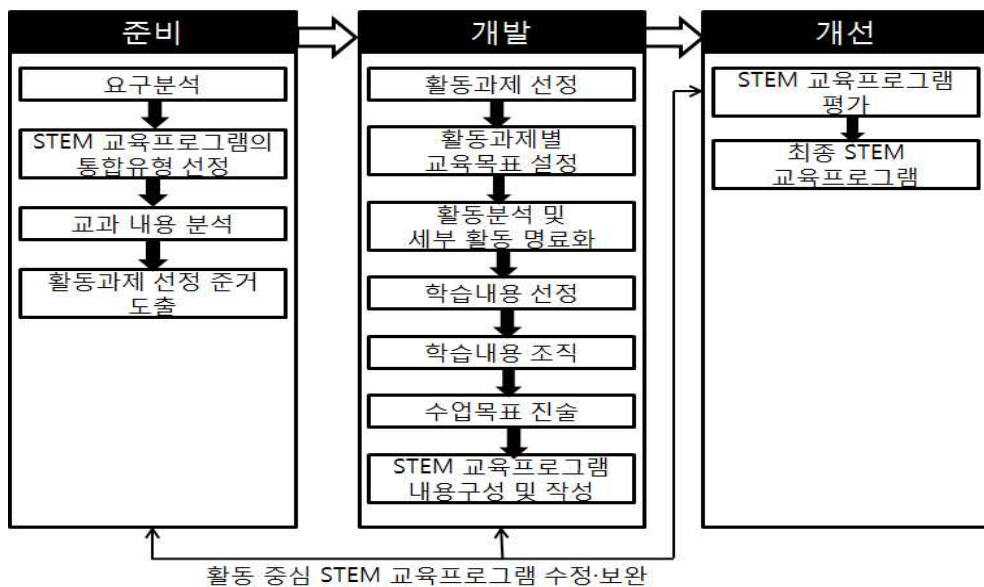 준비
요구분석
STEM 교육프로그램의
통합유형 선정
교과 내용 분석
활동과제 선정 준거
도출
개발
활동과제 선정
활동과제별
교육목표 설정
활동분석 및
세부 활동 명료화
학습내용 선정
학습내용 조직
수업목표 진술
STEM 교육프로그램
내용구성 및 작성
개선
STEM 교육프로그램
평가
최종 STEM
교육프로그램
활동 중심 STEM 교육프로그램 수정·보완